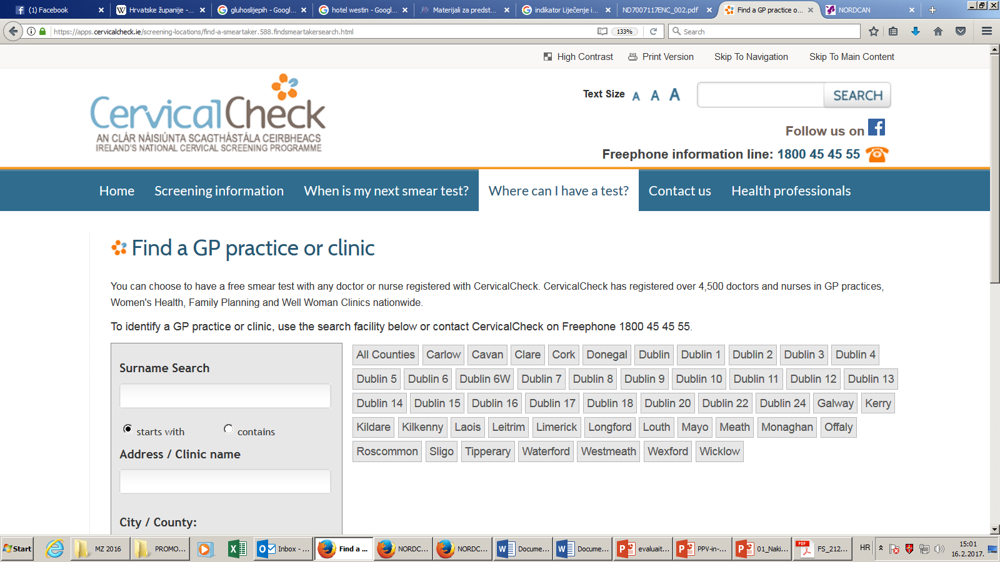 (1) Facebook
Hrvatske županije -...
gluhoslijepih - Googl...
hotel westin - Googl...
Materijali za predst...
indikator Liječenje i...
ND7007117ENC_002.pdf
Find a GP practice o...
NORDCAN
https://apps.cervicalcheck.ie/screening-locations/find-a-smeartaker.588.findsmeartakersearch.html
133%
Search
High Contrast
Print Version
Skip To Navigation
Skip To Main Content
CervicalCheck
AN CLÁR NÁISIÚNTA SCAGTHÁSTÁLA CEIRBHEACS
IRELAND'S NATIONAL CERVICAL SCREENING PROGRAMME
Text Size A A A
SEARCH
Follow us on
Freephone information line: 1800 45 45 55
Home Screening information When is my next smear test? Where can I have a test? Contact us Health professionals
Find a GP practice or clinic
You can choose to have a free smear test with any doctor or nurse registered with CervicalCheck. CervicalCheck has registered over 4,500 doctors and nurses in GP practices,
Women's Health, Family Planning and Well Woman Clinics nationwide.
To identify a GP practice or clinic, use the search facility below or contact CervicalCheck on Freephone 1800 45 45 55.
Surname Search
starts with contains
Address / Clinic name
City / County:
All Counties Carlow Cavan Clare Cork Donegal Dublin Dublin 1 Dublin 2 Dublin 3 Dublin 4
Dublin 5 Dublin 6 Dublin 6W Dublin 7 Dublin 8 Dublin 9 Dublin 10 Dublin 11 Dublin 12 Dublin 13
Dublin 14 Dublin 15 Dublin 16 Dublin 17 Dublin 18 Dublin 20 Dublin 22 Dublin 24 Galway Kerry
Kildare Kilkenny Laois Leitrim Limerick Longford Louth Mayo Meath Monaghan Offaly
Roscommon Sligo Tipperary Waterford Westmeath Wexford Wicklow
Start
MZ 2016
PROMO...
Inbox - ...
Find a ...
NORDC...
NORDC...
Docume...
Docume...
evaluait...
PPV-in-...
01_Naki...
FS_212...
HR
15:01
16.2.2017.